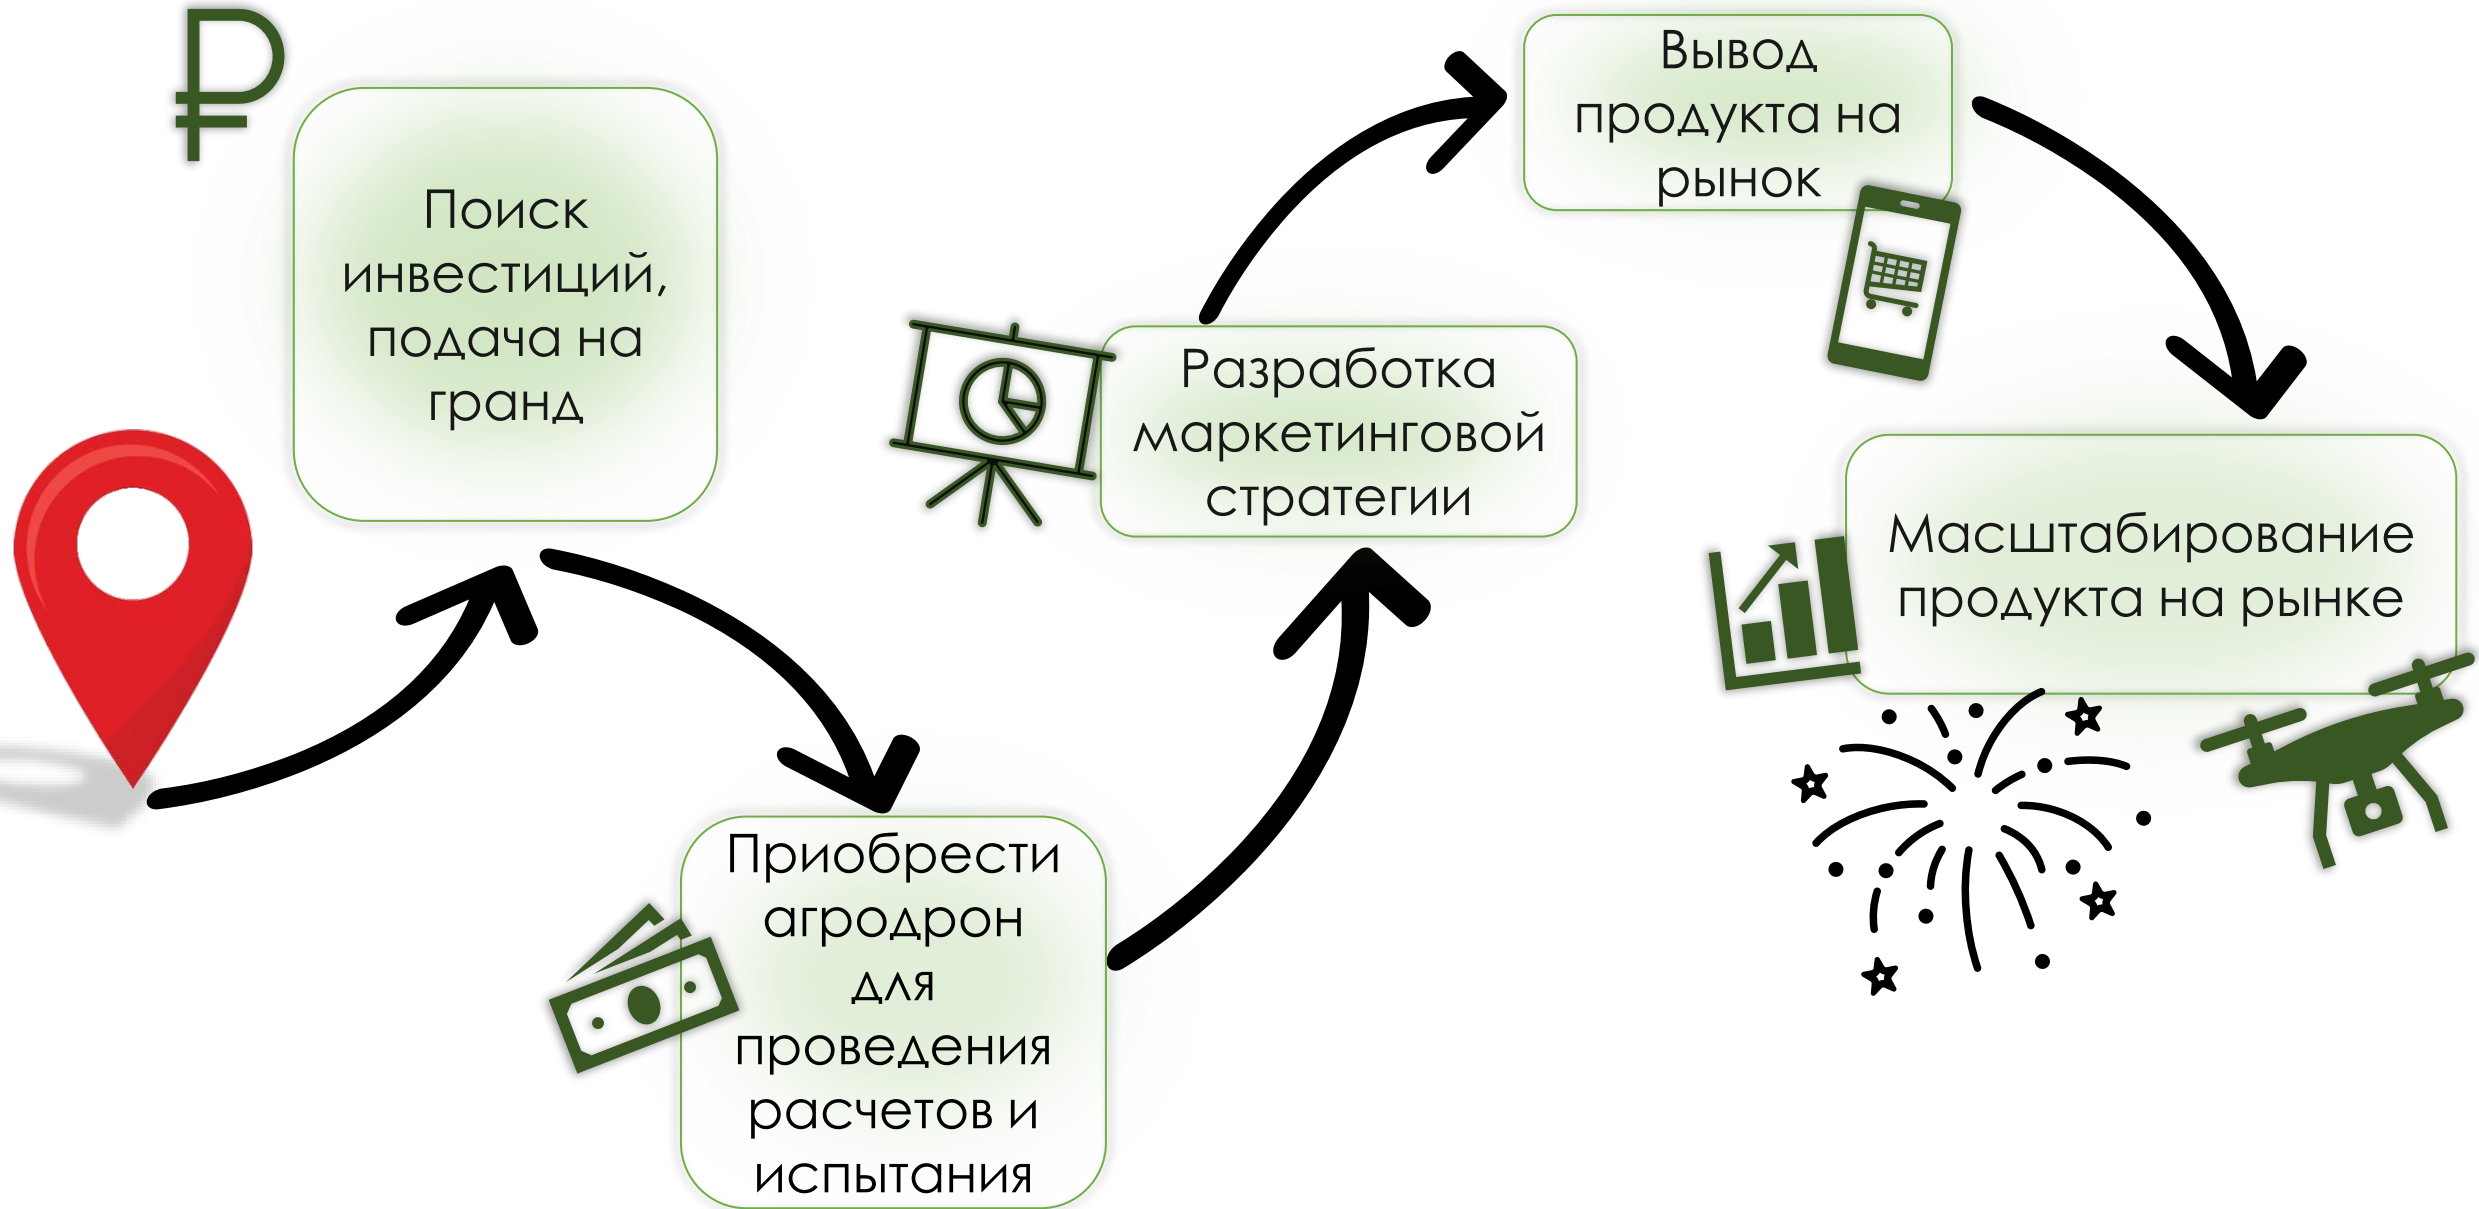 Поиск
инвестиций,
подача на
гранд
Приобрести
агродрон
для
проведения
расчетов и
испытания
Разработка
маркетинговой
стратегии
Вывод
продукта на
рынок
Масштабирование
продукта на рынке